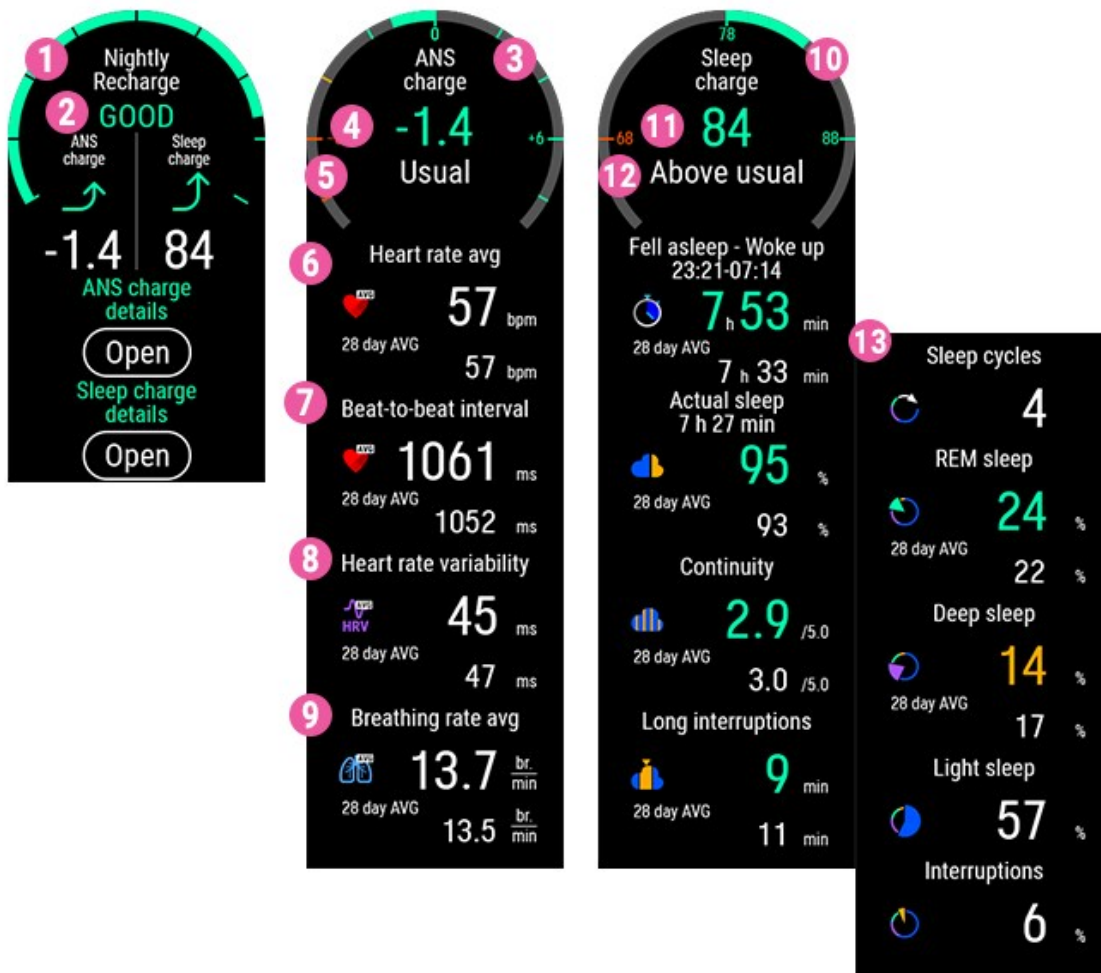 1
Nightly
Recharge
2
GOOD
ANS
charge
Sleep
charge
-1.4
84
ANS charge
details
Open
Sleep charge
details
Open
0
ANS
charge
3
4
-1.4
+6
5
Usual
6
Heart rate avg
AVG
57 bpm
28 day AVG
57 bpm
7
Beat-to-beat interval
AVG
1061 ms
28 day AVG
1052 ms
8
Heart rate variability
AVG
HRV
45 ms
28 day AVG
47 ms
9
Breathing rate avg
AVG
13.7 br.
min
28 day AVG
13.5 br.
min
78
Sleep
charge
10
68
11
84
88
12
Above usual
Fell asleep - Woke up
23:21-07:14
7 h 53 min
28 day AVG
7 h 33 min
Actual sleep
7 h 27 min
95 %
28 day AVG
93 %
Continuity
2.9 /5.0
28 day AVG
3.0 /5.0
Long interruptions
9 min
28 day AVG
11 min
13
Sleep cycles
4
REM sleep
24 %
28 day AVG
22 %
Deep sleep
14 %
28 day AVG
17 %
Light sleep
57 %
Interruptions
6 %